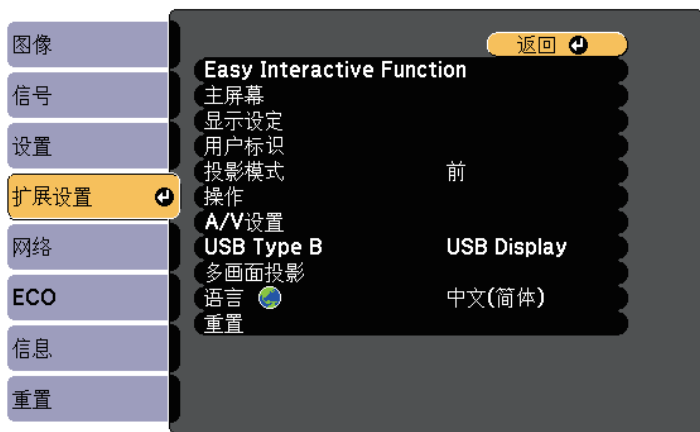 图像
信号
设置
扩展设置
网络
ECO
信息
重置
返回
Easy Interactive Function
主屏幕
显示设定
用户标识
投影模式 前
操作
A/V设置
USB Type B USB Display
多画面投影
语言 中文(简体)
重置